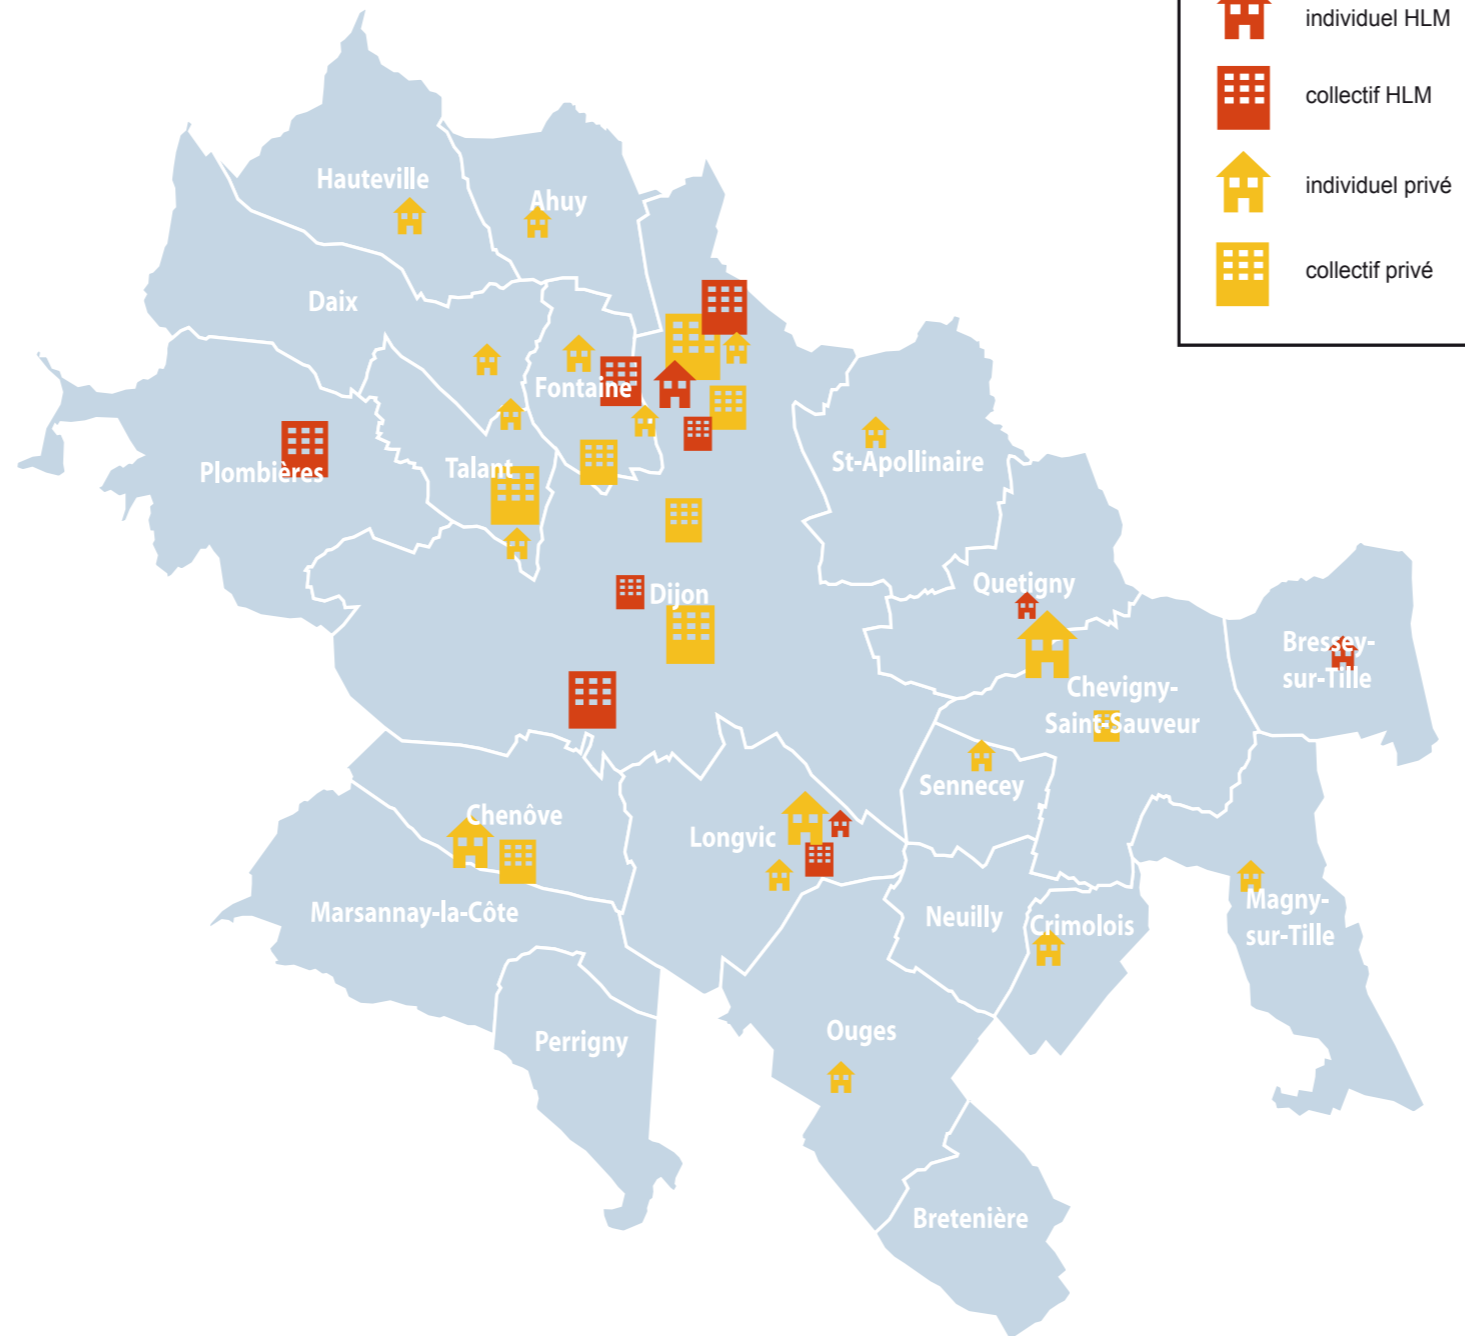 individuel HLM
collectif HLM
individuel privé
collectif privé
Hauteville
Ahuy
Daix
Fontaine
Plombières
Talant
St-Apollinaire
Dijon
Quetigny
Bressey-
sur-Tille
Chevigny-
Saint-Sauveur
Sennecey
Chenôve
Longvic
Marsannay-la-Côte
Neuilly
Crimolois
Magny-
sur-Tille
Perrigny
Ouges
Bretenière